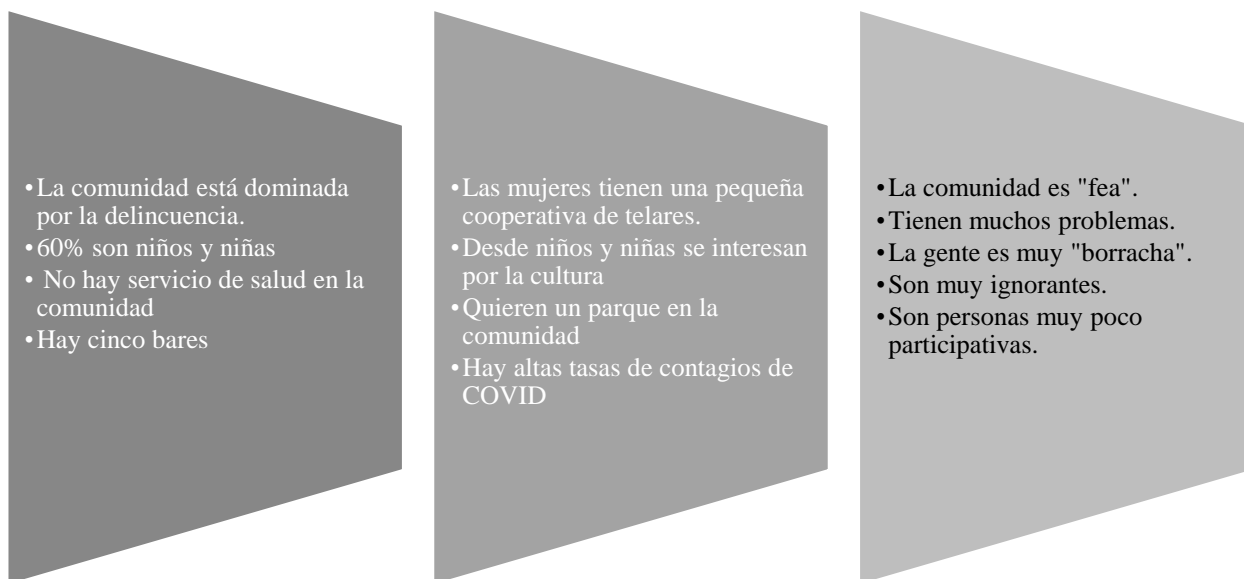 •La comunidad está dominada
por la delincuencia.
•60% son niños y niñas
• No hay servicio de salud en la
comunidad
•Hay cinco bares
•Las mujeres tienen una pequeña
cooperativa de telares.
•Desde niños y niñas se interesan
por la cultura
•Quieren un parque en la
comunidad
•Hay altas tasas de contagios de
COVID
•La comunidad es "fea".
•Tienen muchos problemas.
•La gente es muy "borracha".
•Son muy ignorantes.
•Son personas muy poco
participativas.